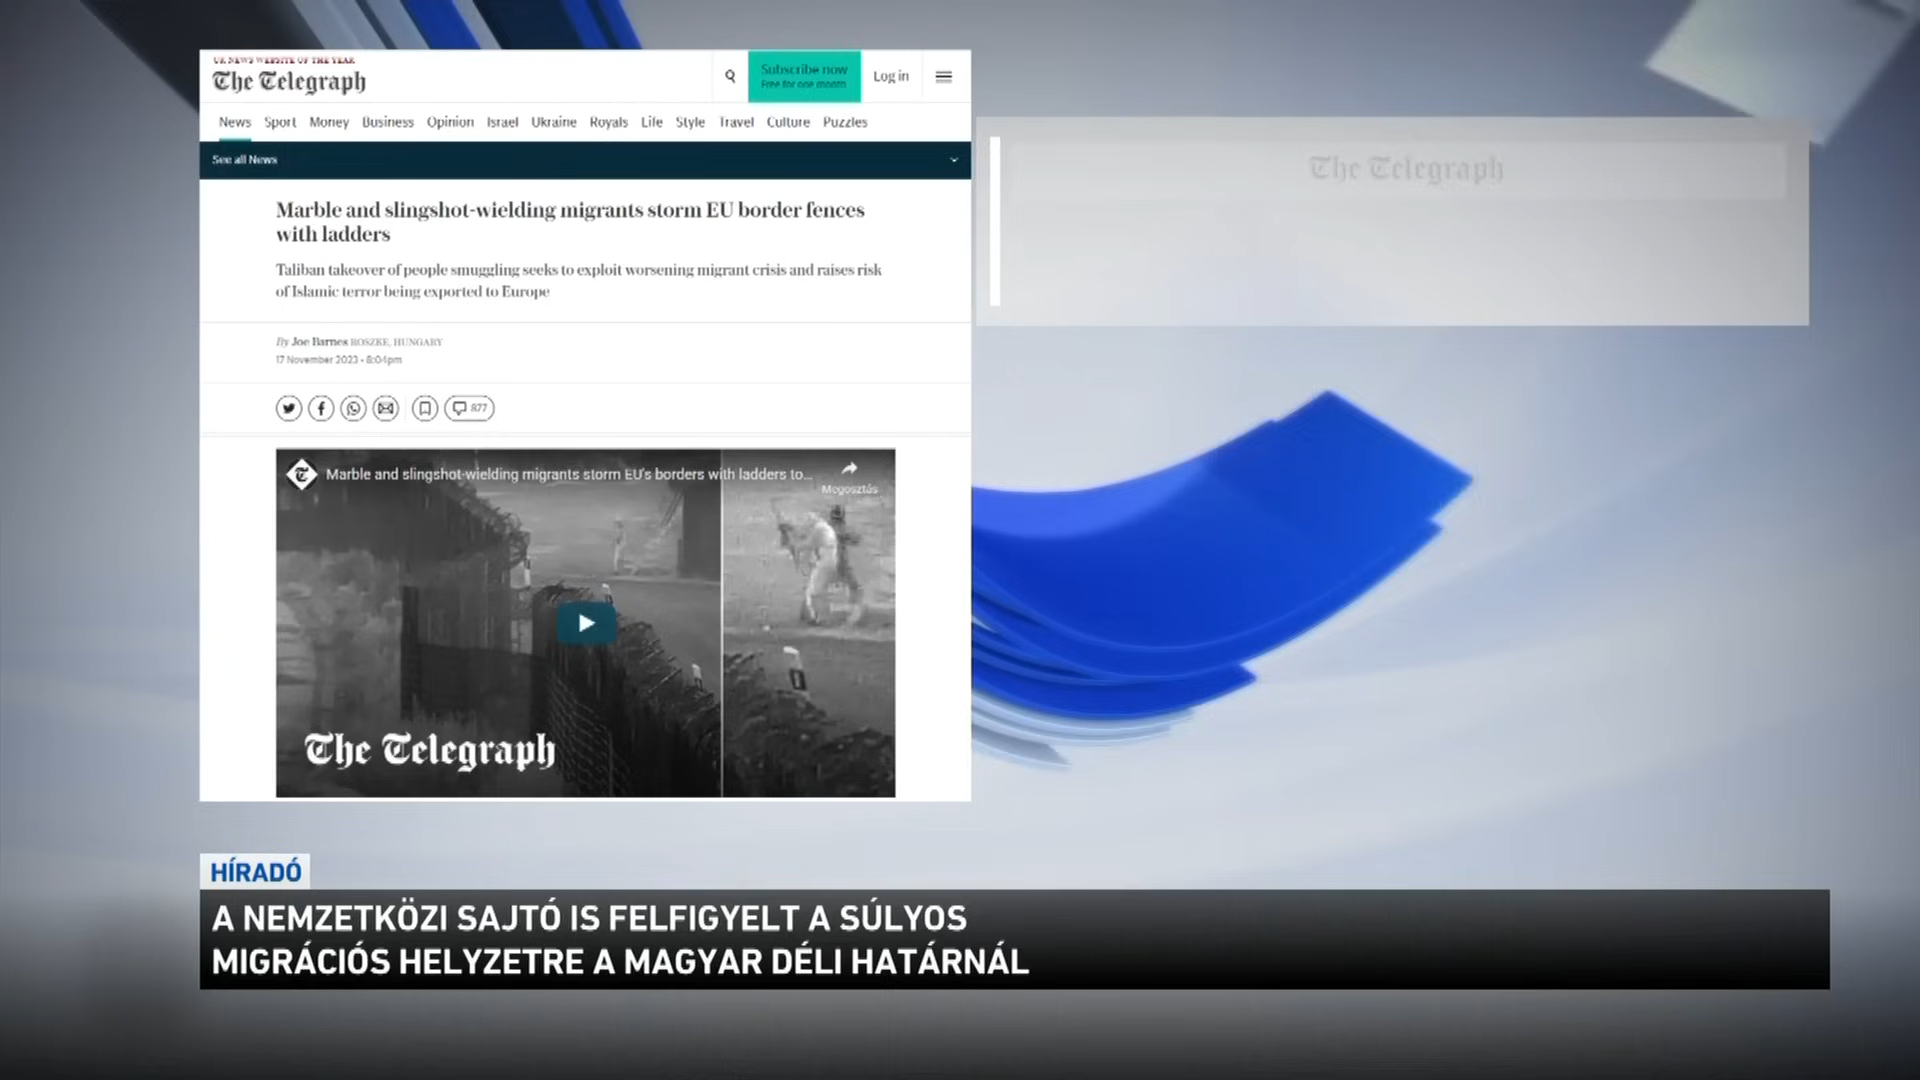 UK NEWS WEBSITE OF THE YEAR
The Telegraph
Subscribe now
Free for one month
Log in
News Sport Money Business Opinion Israel Ukraine Royals Life Style Travel Culture Puzzles
See all News
Marble and slingshot-wielding migrants storm EU border fences
with ladders
Taliban takeover of people smuggling seeks to exploit worsening migrant crisis and raises risk
of Islamic terror being exported to Europe
By Joe Barnes ROSZKE, HUNGARY
17 November 2023 • 8:04pm
877
Marble and slingshot-wielding migrants storm EU's borders with ladders to...
Megosztás
The Telegraph
The Telegraph
HÍRADÓ
A NEMZETKÖZI SAJTÓ IS FELFIGYELT A SÚLYOS
MIGRÁCIÓS HELYZETRE A MAGYAR DÉLI HATÁRNÁL